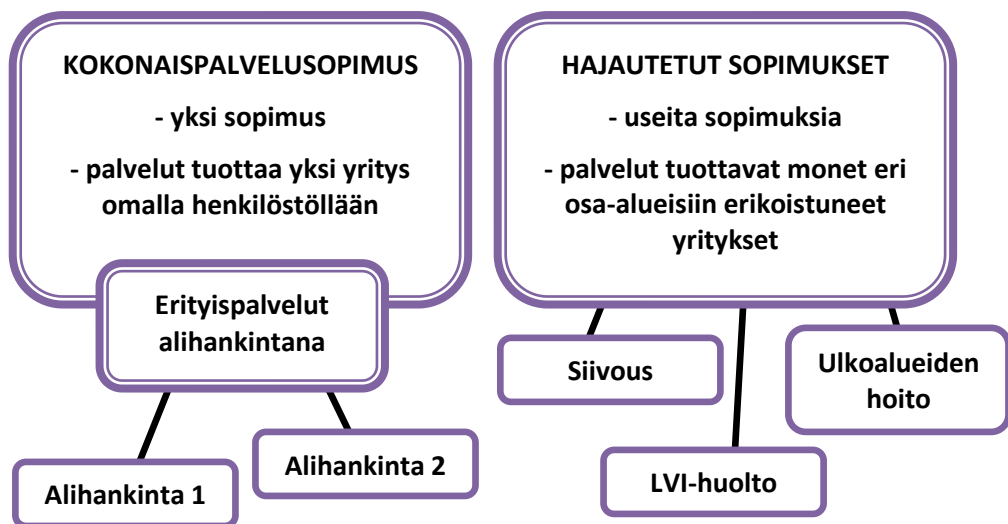 KOKONAISPALVELUSOPIMUS
- yksi sopimus
- palvelut tuottaa yksi yritys
omalla henkilöstöllään
Erityispalvelut
alihankintana
Alihankinta 1
Alihankinta 2
HAJAUTETUT SOPIMUKSET
- useita sopimuksia
- palvelut tuottavat monet eri
osa-alueisiin erikoistuneet
yritykset
Siivous
LVI-huolto
Ulkoalueiden
hoito